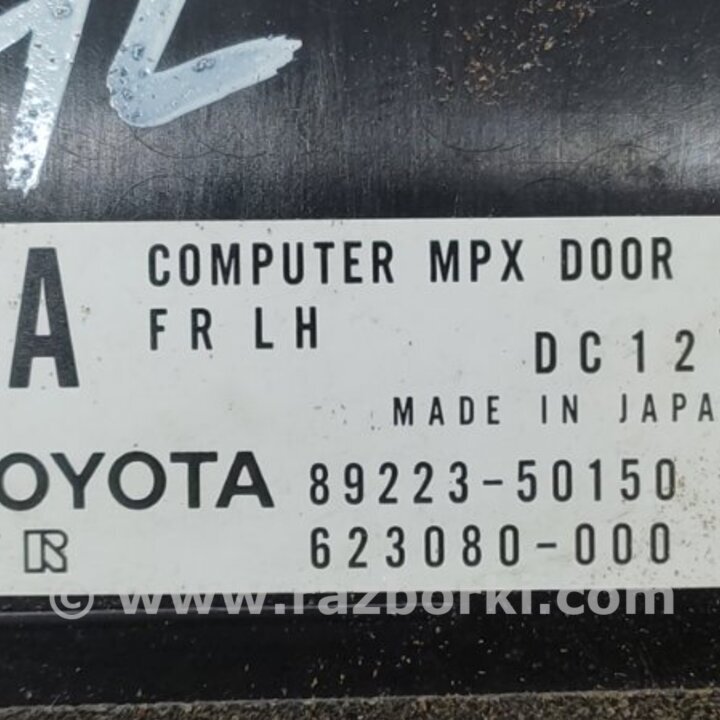 A
COMPUTER MPX DOOR
FR LH
DC12
MADE IN JAPA
OYOTA 89223-50150
R 623080-000
© www.razborki.com